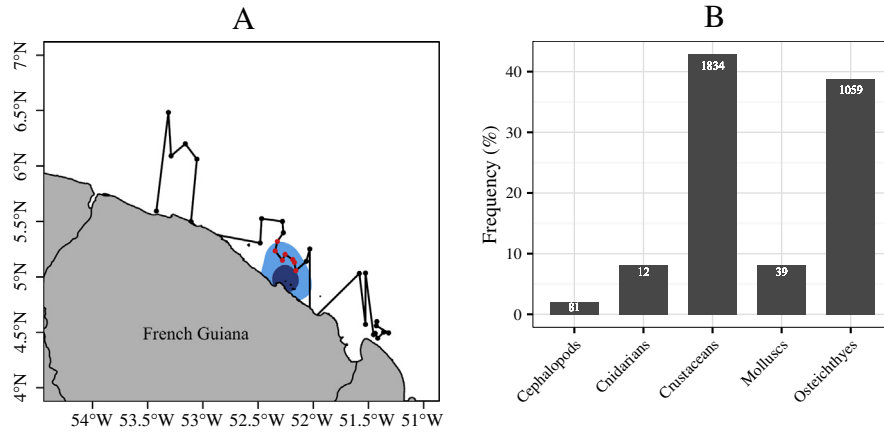 A
7°N
6.5°N
6°N
5.5°N
5°N
4.5°N
4°N
French Guiana
54°W 53.5°W 53°W 52.5°W 52°W 51.5°W 51°W
B
Frequency (%)
40
30
20
10
0
81
12
1834
39
1059
Cephalopods
Cnidarians
Crustaceans
Molluscs
Osteichthyes